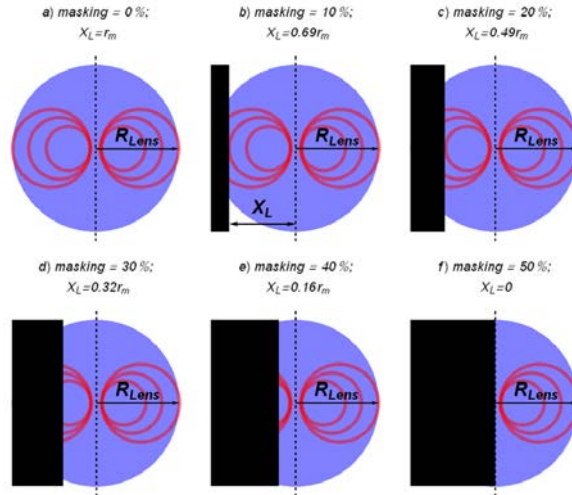 a) masking = 0 %;
X_L=r_m
b) masking = 10 %;
X_L=0.69r_m
c) masking = 20 %;
X_L=0.49r_m
R_Lens
R_Lens
R_Lens
X_L
d) masking = 30 %;
X_L=0.32r_m
e) masking = 40 %;
X_L=0.16r_m
f) masking = 50 %;
X_L=0
R_Lens
R_Lens
R_Lens